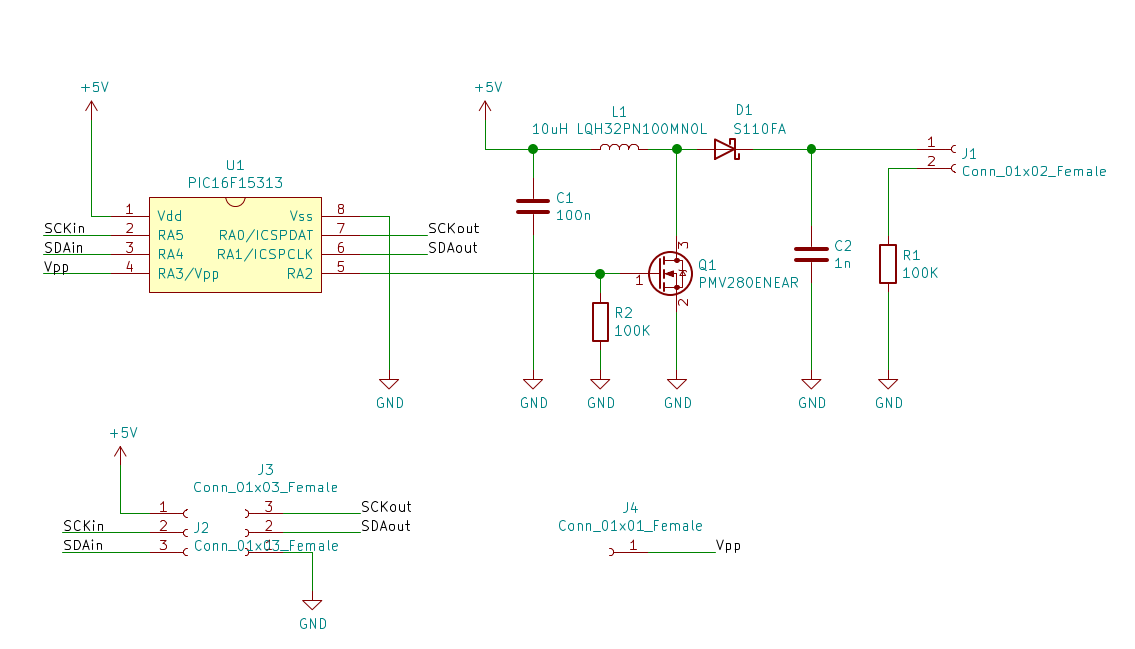 +5V
U1
PIC16F15313
1 Vdd Vss 8
SCKin 2 RA5 RA0/ICSPDAT 7 SCKout
SDAin 3 RA4 RA1/ICSPCLK 6 SDAout
Vpp 4 RA3/Vpp RA2 5
GND
+5V
L1
10uH LQH32PN100MN0L
D1
S110FA
C1
100n
GND
R2
100K
GND
3
Q1
1
PMV280ENEAR
2
GND
C2
1n
GND
1
2
J1
Conn_01x02_Female
R1
100K
GND
+5V
J3
Conn_01x03_Female
1
SCKin 2
SDAin 3
J2
Conn_01x03_Female
3 SCKout
2 SDAout
1
GND
J4
Conn_01x01_Female
1 Vpp